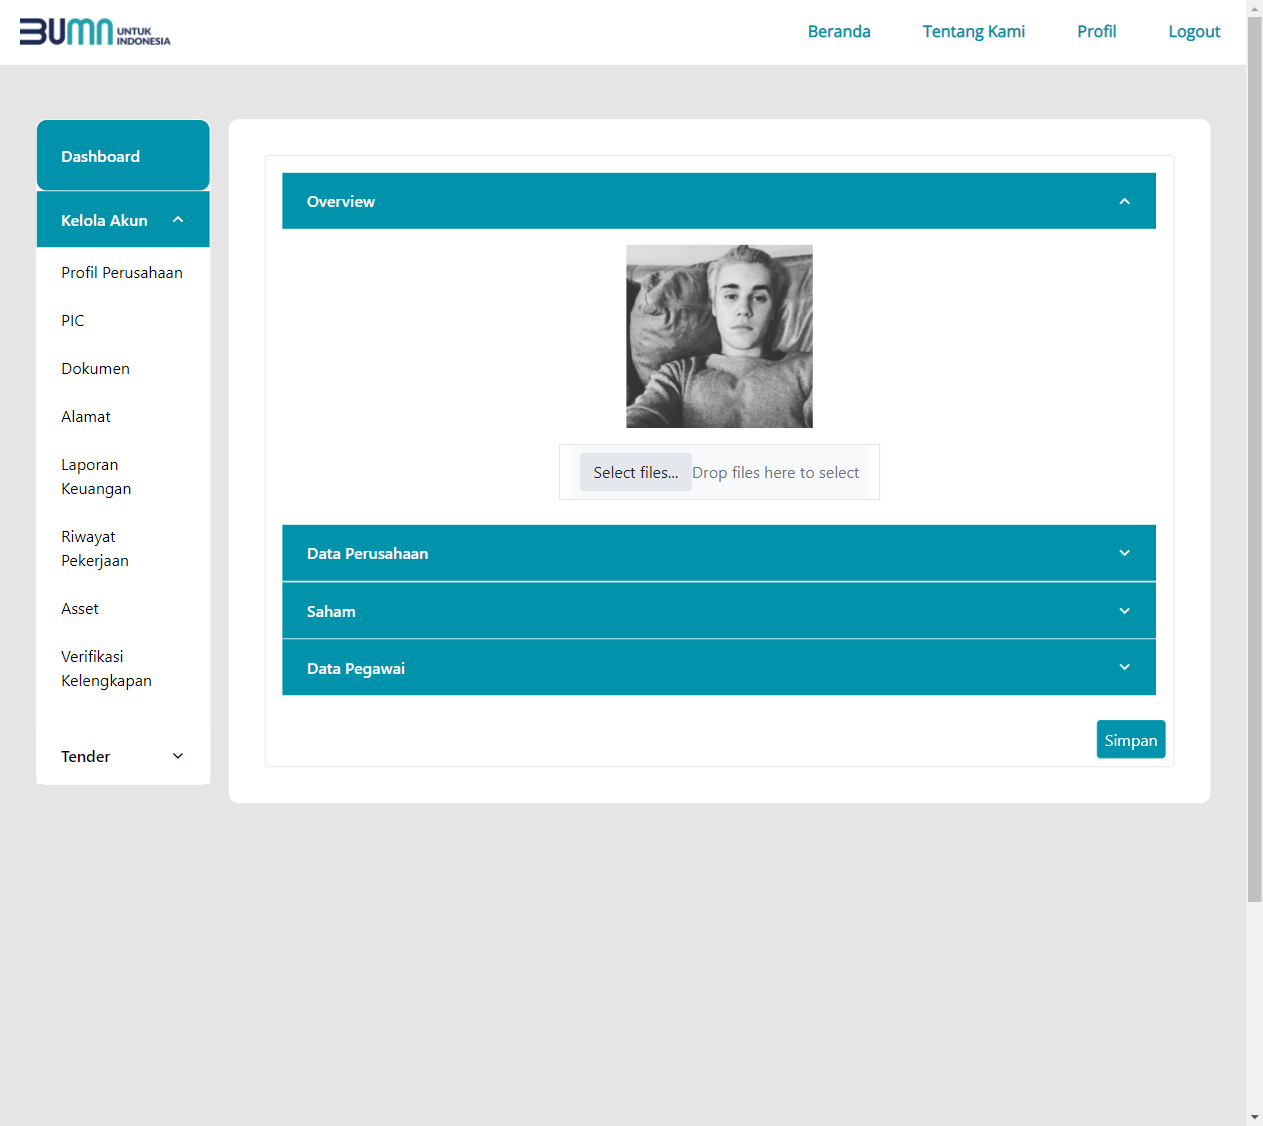 BUMN UNTUK
INDONESIA
Beranda
Tentang Kami
Profil
Logout
Dashboard
Kelola Akun
Profil Perusahaan
PIC
Dokumen
Alamat
Laporan
Keuangan
Riwayat
Pekerjaan
Asset
Verifikasi
Kelengkapan
Tender
Overview
Select files...
Drop files here to select
Data Perusahaan
Saham
Data Pegawai
Simpan